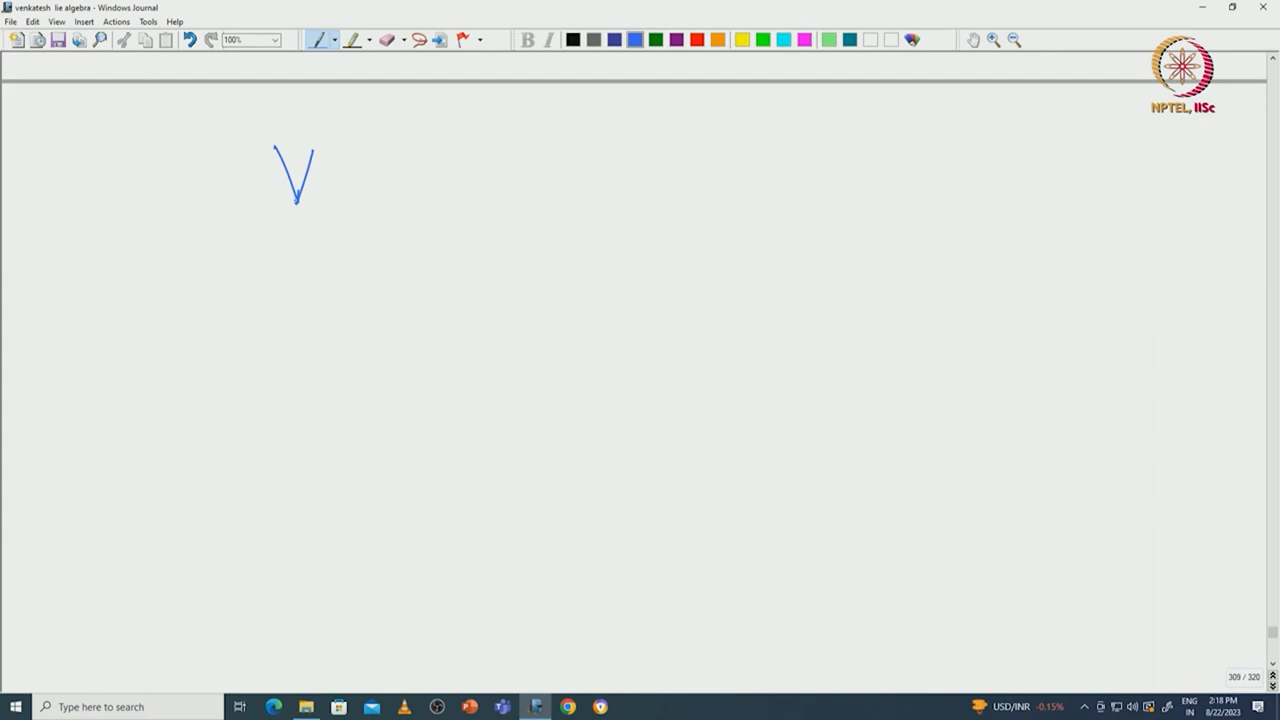 venkatesh lie algebra - Windows Journal
File Edit View Insert Actions Tools Help
100% B I
NPTEL, IISc
V
309 / 320
Type here to search
USD/INR -0.15%
ENG
IN
2:18 PM
8/22/2023